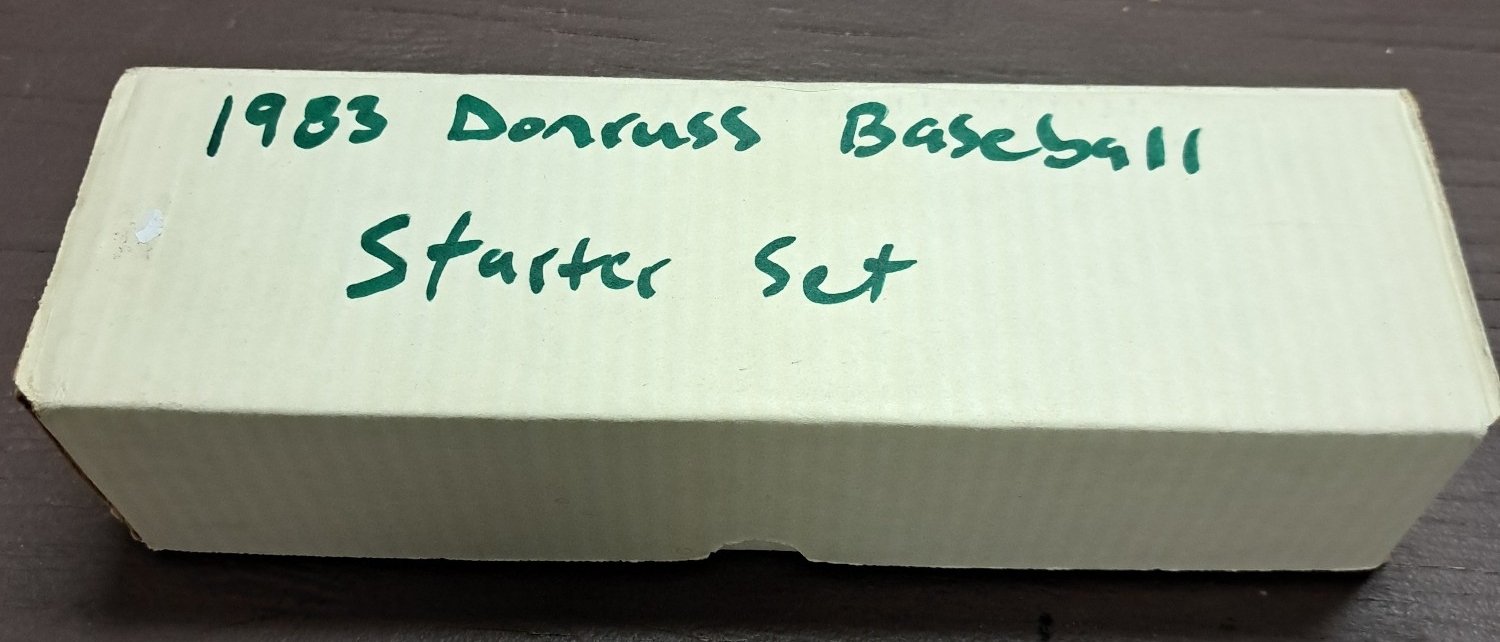 1983 Donruss Baseball
Starter Set